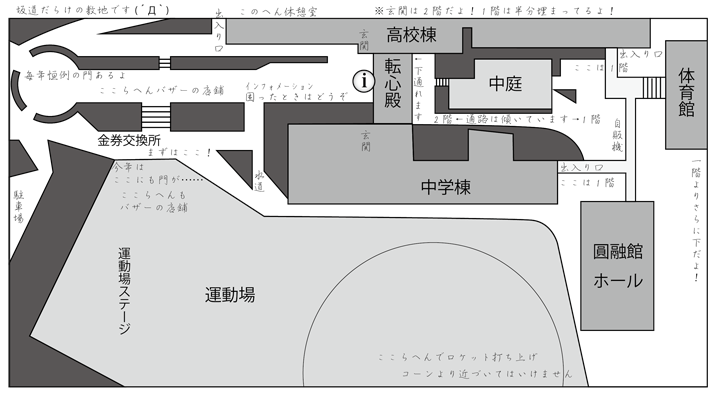 坂道だらけの敷地です(´Д｀)
出入り口
このへん休憩室
※玄関は2階だよ！1階は半分埋まってるよ！
玄関
高校棟
毎年恒例の門あるよ
ここらへんバザーの店舗
インフォメーション
困ったときはどうぞ
i
転心殿
←下通れます
中庭
出入り口
ここは1階
体育館
2階←通路は傾いています→1階
自販機
金券交換所
まずはここ！
玄関
今年は
ここにも門が……
水道
中学棟
出入り口
ここは1階
一階よりさらに下だよ！
駐車場
ここらへんも
バザーの店舗
運動場ステージ
運動場
圓融館
ホール
ここらへんでロケット打ち上げ
コーンより近づいてはいけません